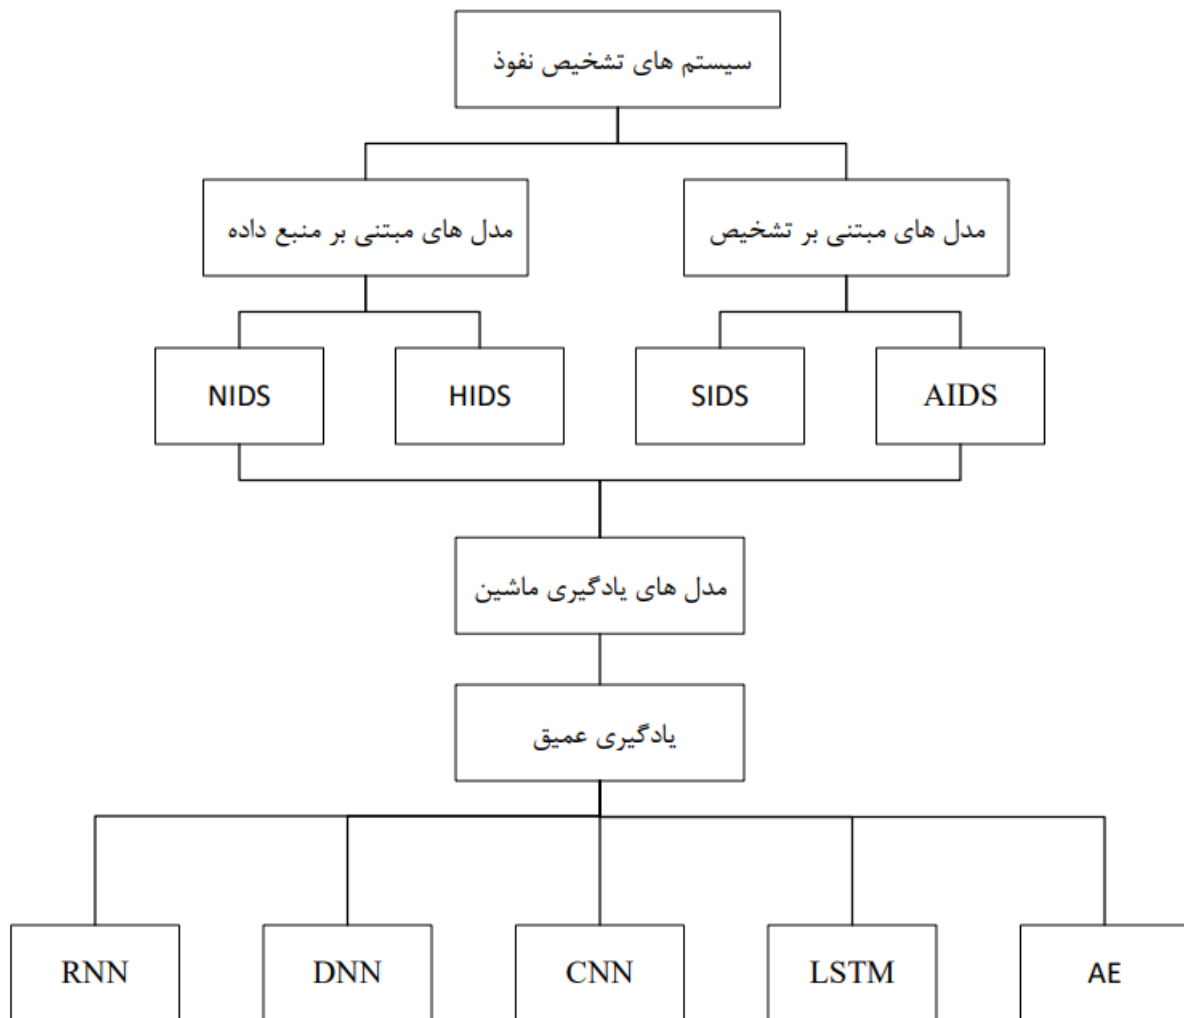 سیستم های تشخیص نفوذ
مدل های مبتنی بر منبع داده
مدل های مبتنی بر تشخیص
NIDS
HIDS
SIDS
AIDS
مدل های یادگیری ماشین
یادگیری عمیق
RNN
DNN
CNN
LSTM
AE